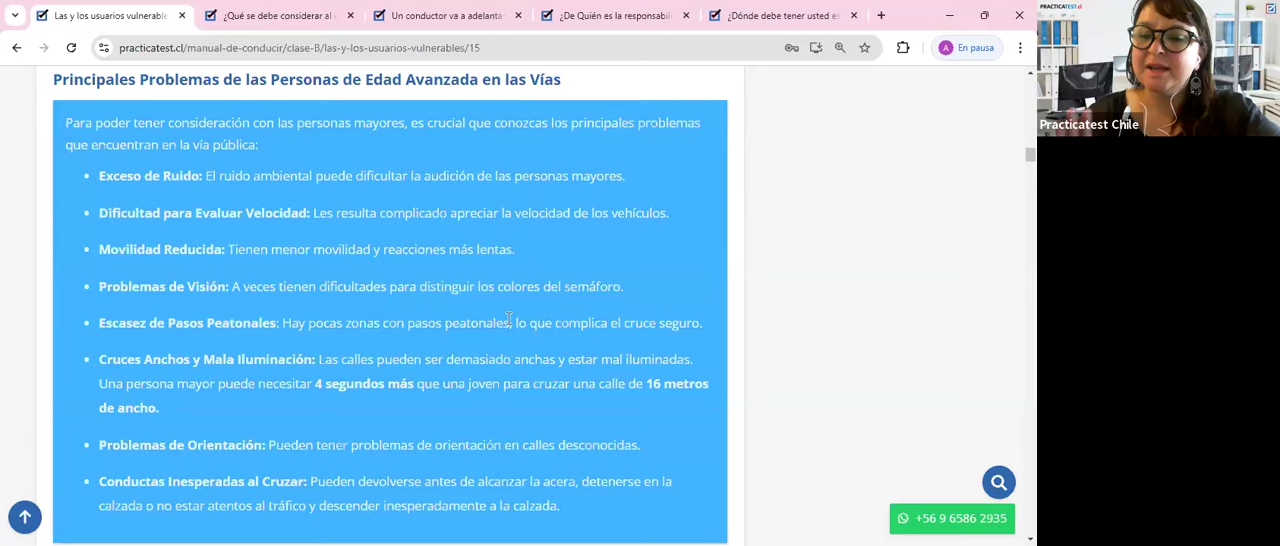 Las y los usuarios vulnerable
¿Qué se debe considerar al
Un conductor va a adelanta
¿De Quién es la responsabil
¿Dónde debe tener usted es
practicatest.cl/manual-de-conducir/clase-B/las-y-los-usuarios-vulnerables/15
A
En pausa
Principales Problemas de las Personas de Edad Avanzada en las Vías
Para poder tener consideración con las personas mayores, es crucial que conozcas los principales problemas
que encuentran en la vía pública:
Exceso de Ruido: El ruido ambiental puede dificultar la audición de las personas mayores.
Dificultad para Evaluar Velocidad: Les resulta complicado apreciar la velocidad de los vehículos.
Movilidad Reducida: Tienen menor movilidad y reacciones más lentas.
Problemas de Visión: A veces tienen dificultades para distinguir los colores del semáforo.
Escasez de Pasos Peatonales: Hay pocas zonas con pasos peatonales, lo que complica el cruce seguro.
Cruces Anchos y Mala Iluminación: Las calles pueden ser demasiado anchas y estar mal iluminadas.
Una persona mayor puede necesitar 4 segundos más que una joven para cruzar una calle de 16 metros
de ancho.
Problemas de Orientación: Pueden tener problemas de orientación en calles desconocidas.
Conductas Inesperadas al Cruzar: Pueden devolverse antes de alcanzar la acera, detenerse en la
calzada o no estar atentos al tráfico y descender inesperadamente a la calzada.
+56 9 6586 2935
PRACTICATEST.cl
Practicatest Chile